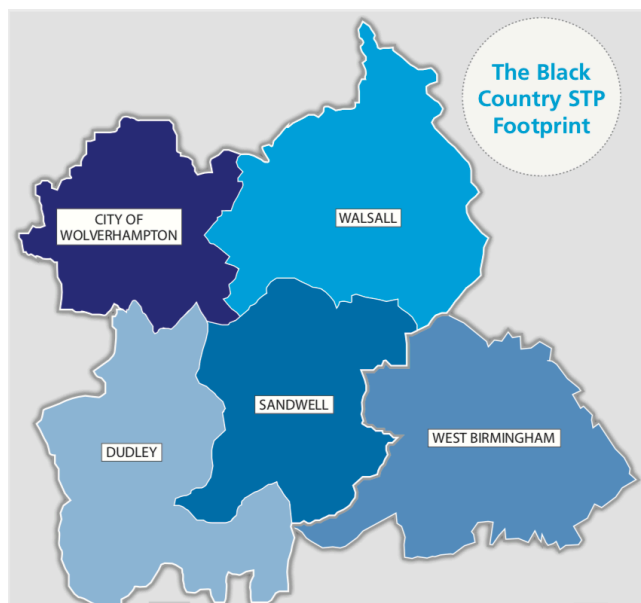 The Black
Country STP
Footprint
CITY OF
WOLVERHAMPTON
WALSALL
SANDWELL
WEST BIRMINGHAM
DUDLEY